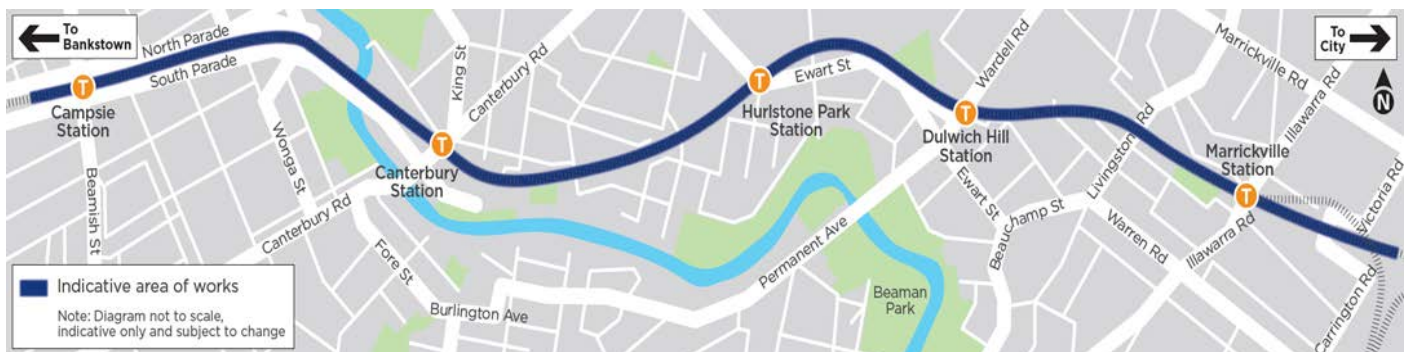 To
Bankstown
North Parade
South Parade
Campsie
Station
Beamish St
Wonga St
King St
Canterbury Rd
Canterbury
Station
Canterbury Rd
Fore St
Burlington Ave
Hurlstone Park
Station
Ewart St
Wardell Rd
Dulwich Hill
Station
Permanent Ave
Ewart St
Beauchamp St
Beaman
Park
Livingston Rd
Warren Rd
Marrickville Rd
Illawarra Rd
Marrickville
Station
Illawarra Rd
Victoria Rd
Carrington Rd
To
City
N
T
T
T
T
T
Indicative area of works
Note: Diagram not to scale,
indicative only and subject to change